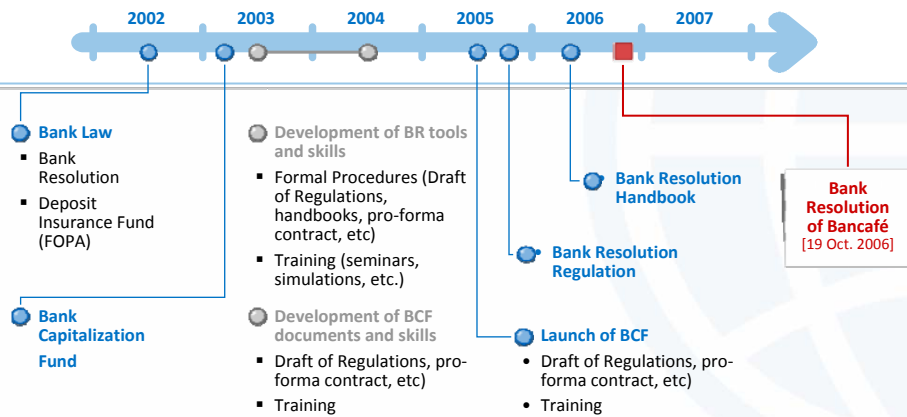 2002 2003 2004 2005 2006 2007
Bank Law
▪ Bank
Resolution
▪ Deposit
Insurance Fund
(FOPA)
Bank
Capitalization
Fund
Development of BR tools
and skills
▪ Formal Procedures (Draft
of Regulations,
handbooks, pro-forma
contract, etc)
▪ Training (seminars,
simulations, etc.)
Development of BCF
documents and skills
▪ Draft of Regulations, pro-
forma contract, etc)
▪ Training
Bank Resolution
Handbook
Bank Resolution
Regulation
Launch of BCF
• Draft of Regulations, pro-
forma contract, etc)
• Training
Bank
Resolution
of Bancafé
[19 Oct. 2006]